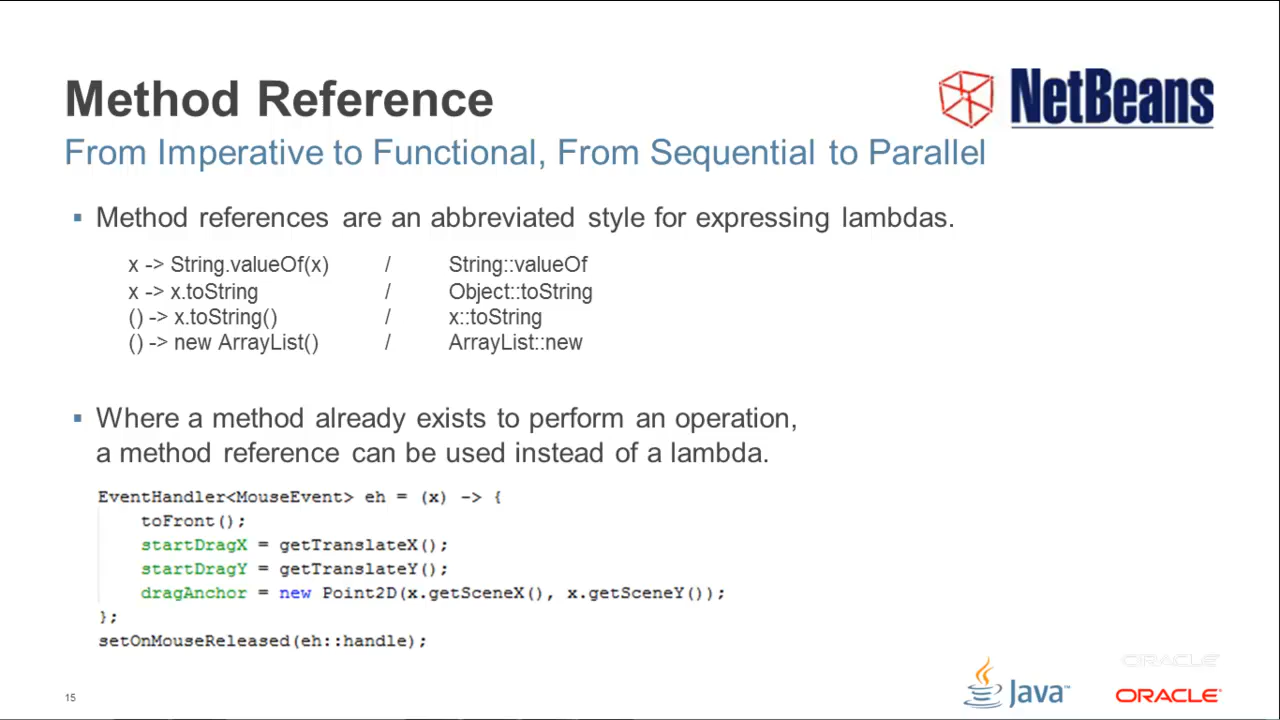 Method Reference
NetBeans
From Imperative to Functional, From Sequential to Parallel
▪ Method references are an abbreviated style for expressing lambdas.
x -> String.valueOf(x) / String::valueOf
x -> x.toString / Object::toString
() -> x.toString() / x::toString
() -> new ArrayList() / ArrayList::new
▪ Where a method already exists to perform an operation,
a method reference can be used instead of a lambda.
EventHandler<MouseEvent> eh = (x) -> {
toFront();
startDragX = getTranslateX();
startDragY = getTranslateY();
dragAnchor = new Point2D(x.getSceneX(), x.getSceneY());
};
setOnMouseReleased(eh::handle);
ORACLE
15
Java™
ORACLE